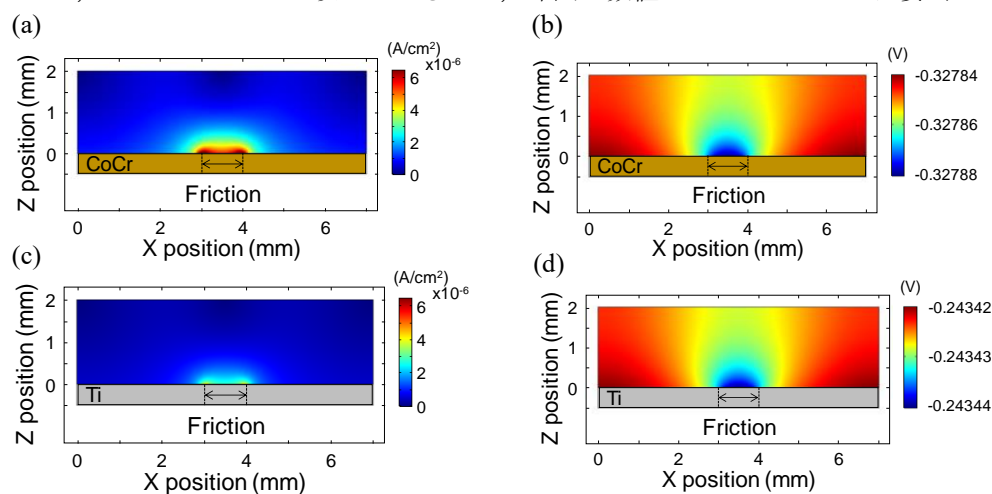 (a)
(A/cm²)
x10⁻⁶
Z position (mm)
2
1
0
6
4
2
0
CoCr
Friction
0
2
4
6
X position (mm)
(b)
(V)
Z position (mm)
2
1
0
-0.32784
-0.32786
-0.32788
CoCr
Friction
0
2
4
6
X position (mm)
(c)
(A/cm²)
x10⁻⁶
Z position (mm)
2
1
0
6
4
2
0
Ti
Friction
0
2
4
6
X position (mm)
(d)
(V)
Z position (mm)
2
1
0
-0.24342
-0.24343
-0.24344
Ti
Friction
0
2
4
6
X position (mm)